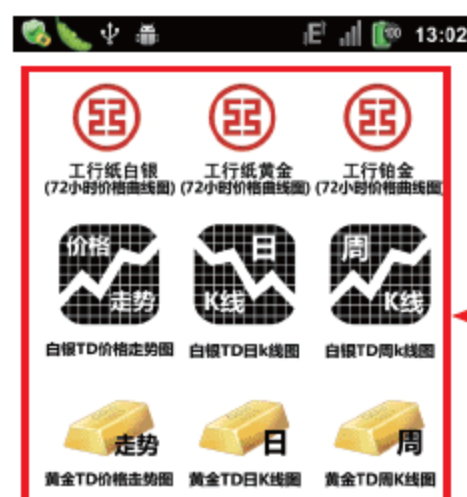 13:02
工行纸白银 工行纸黄金 工行铂金
(72小时价格曲线图) (72小时价格曲线图) (72小时价格曲线图)
价格 日 周
走势 K线 K线
白银TD价格走势图 白银TD日k线图 白银TD周k线图
走势 日 周
黄金TD价格走势图 黄金TD日K线图 黄金TD周K线图